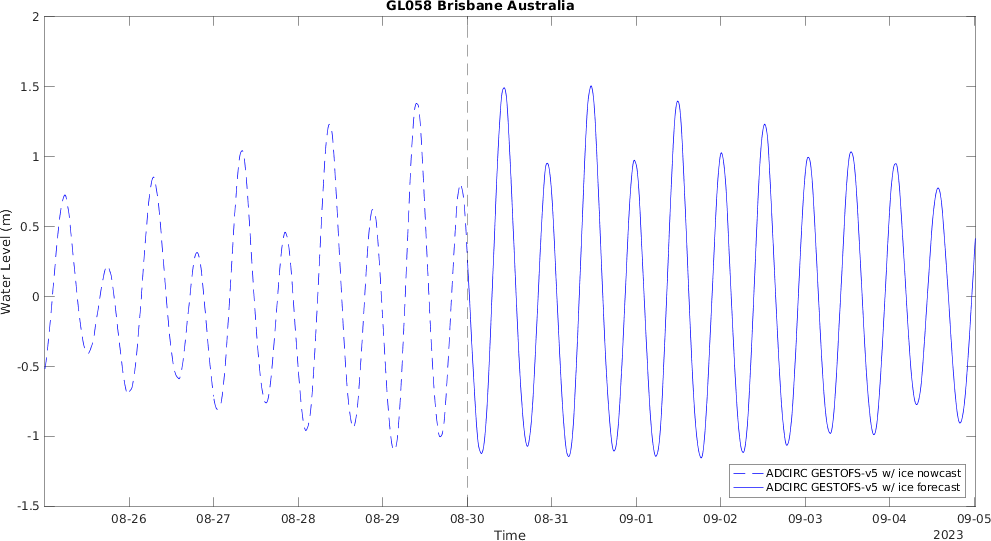 GL058 Brisbane Australia
2
1.5
1
0.5
0
-0.5
-1
-1.5
Water Level (m)
08-26 08-27 08-28 08-29 08-30 08-31 09-01 09-02 09-03 09-04 09-05
Time
2023
ADCIRC GESTOFS-v5 w/ ice nowcast
ADCIRC GESTOFS-v5 w/ ice forecast